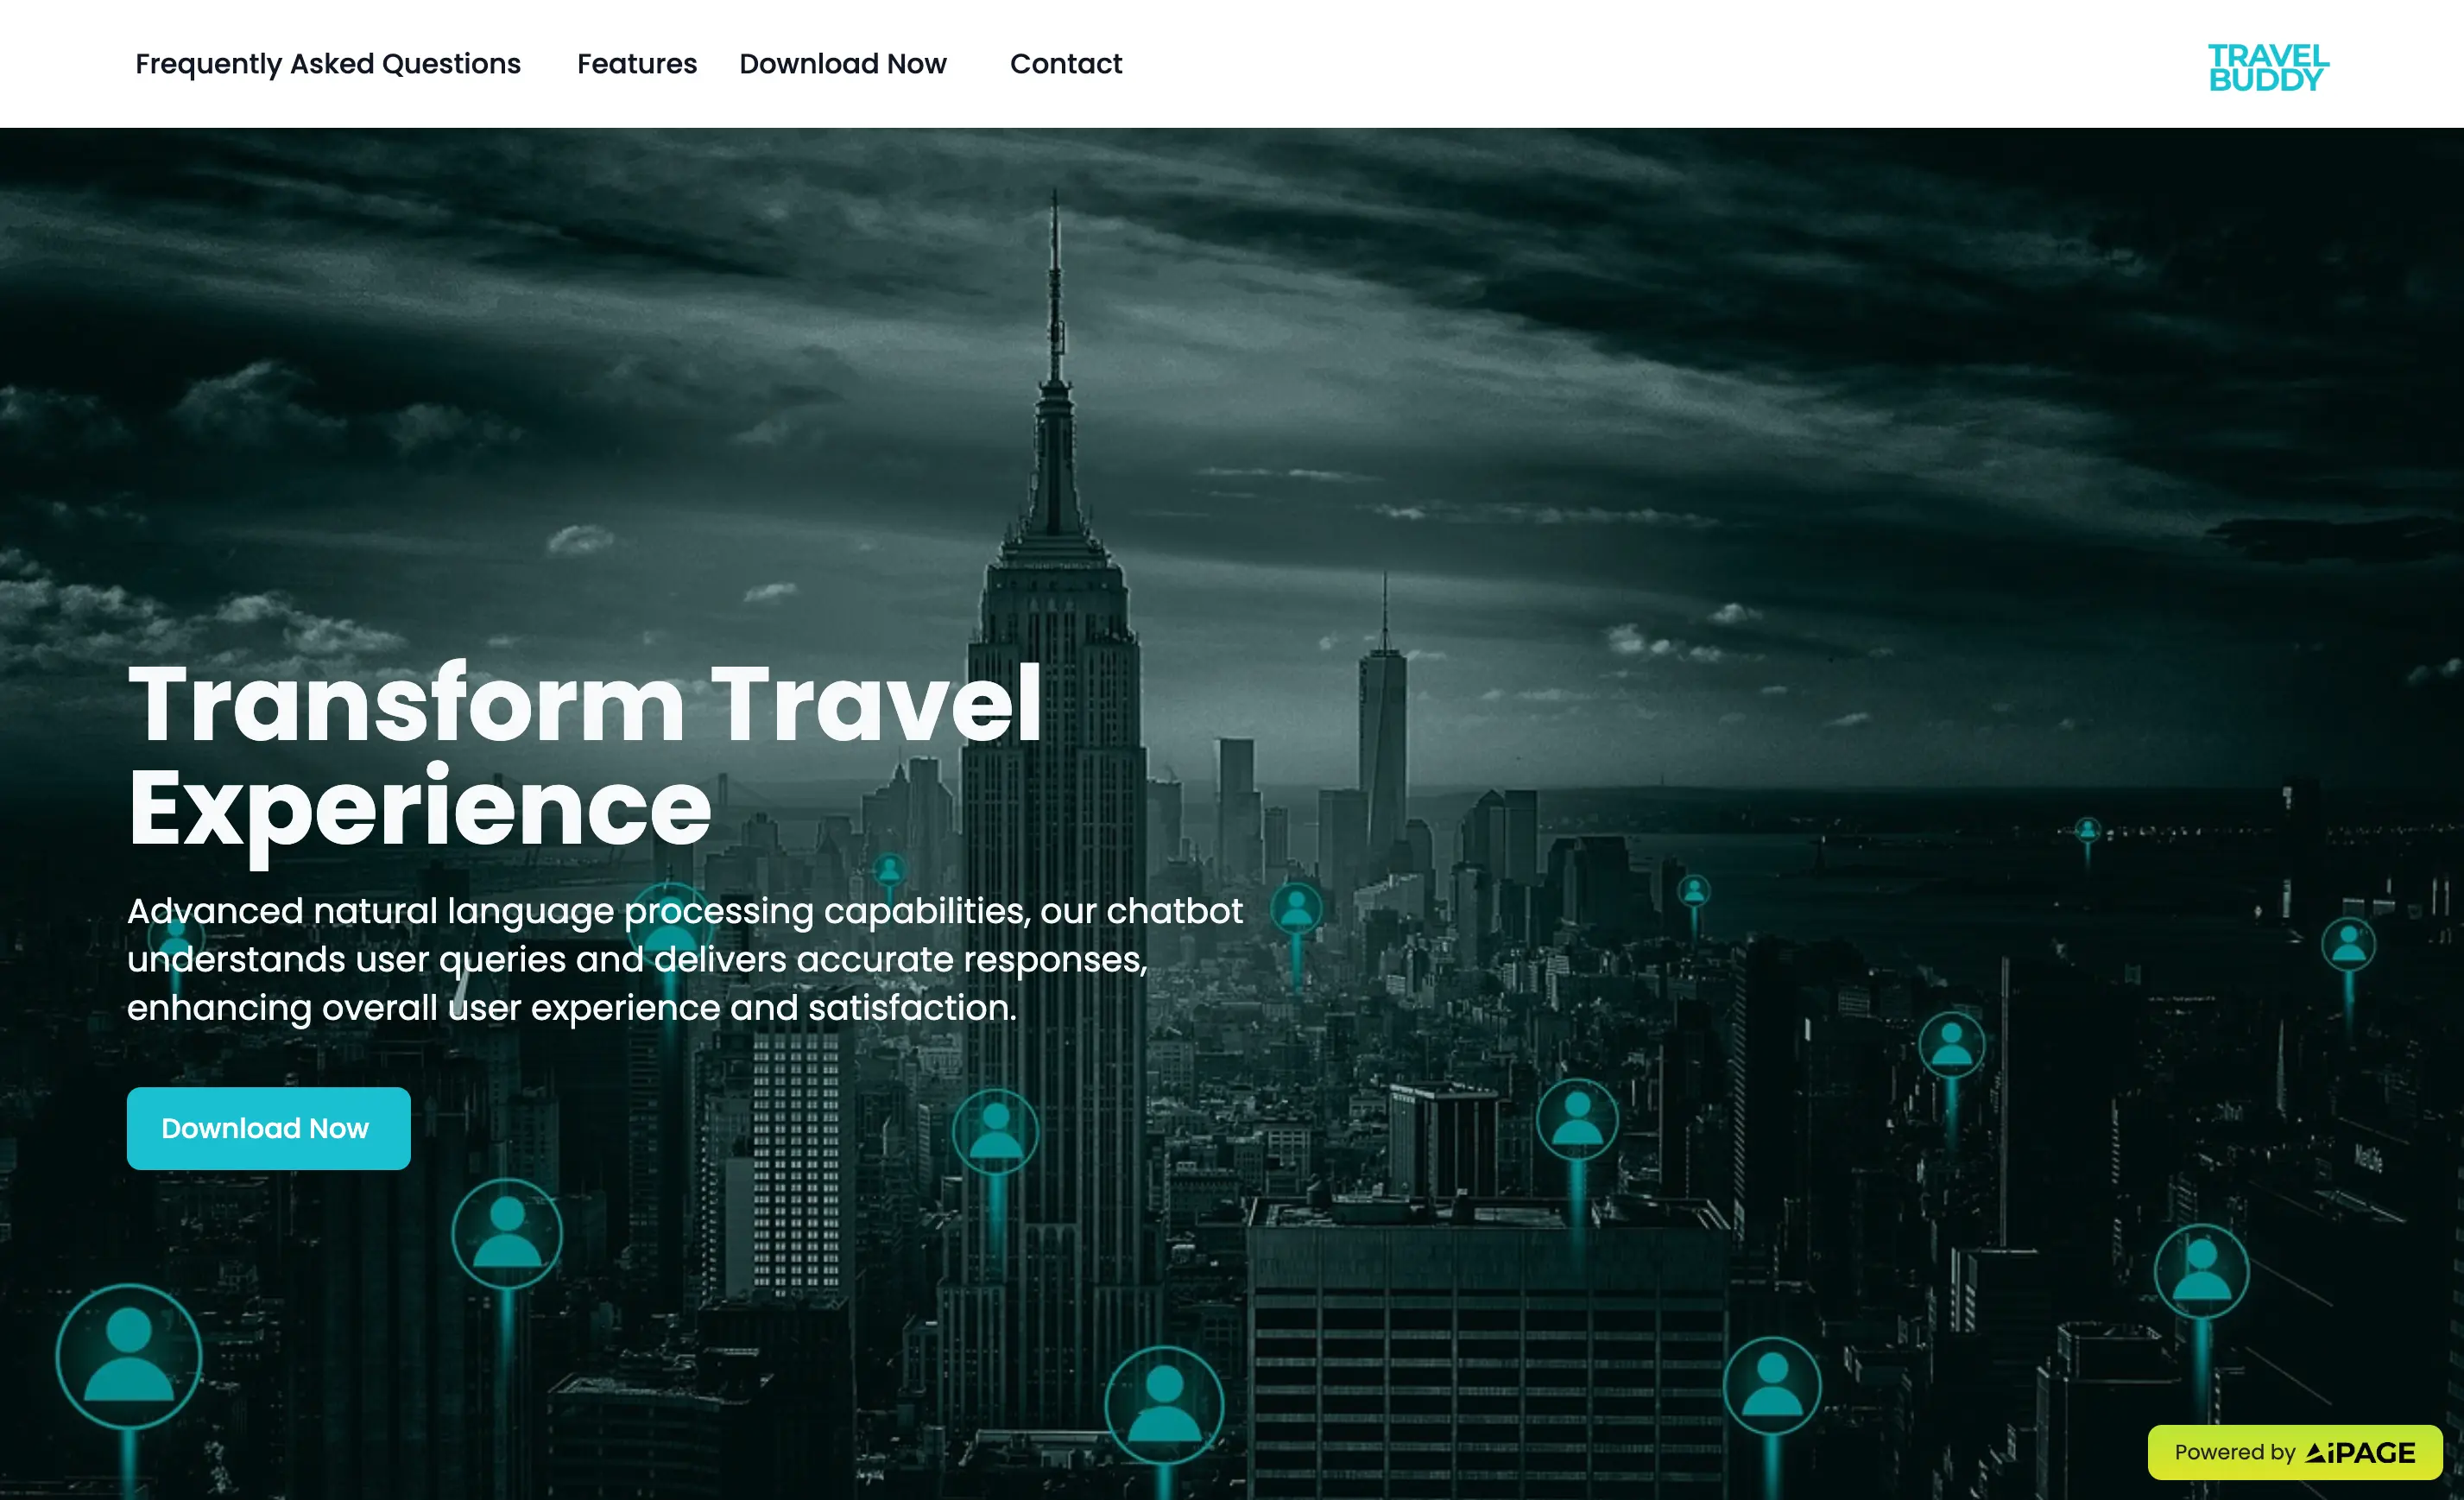 Frequently Asked Questions Features Download Now Contact
TRAVEL
BUDDY
Transform Travel
Experience
Advanced natural language processing capabilities, our chatbot
understands user queries and delivers accurate responses,
enhancing overall user experience and satisfaction.
Download Now
Powered by AiPAGE